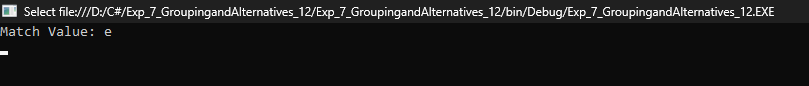 Select file:///D:/C#/Exp_7_GroupingandAlternatives_12/Exp_7_GroupingandAlternatives_12/bin/Debug/Exp_7_GroupingandAlternatives_12.EXE
Match Value: e